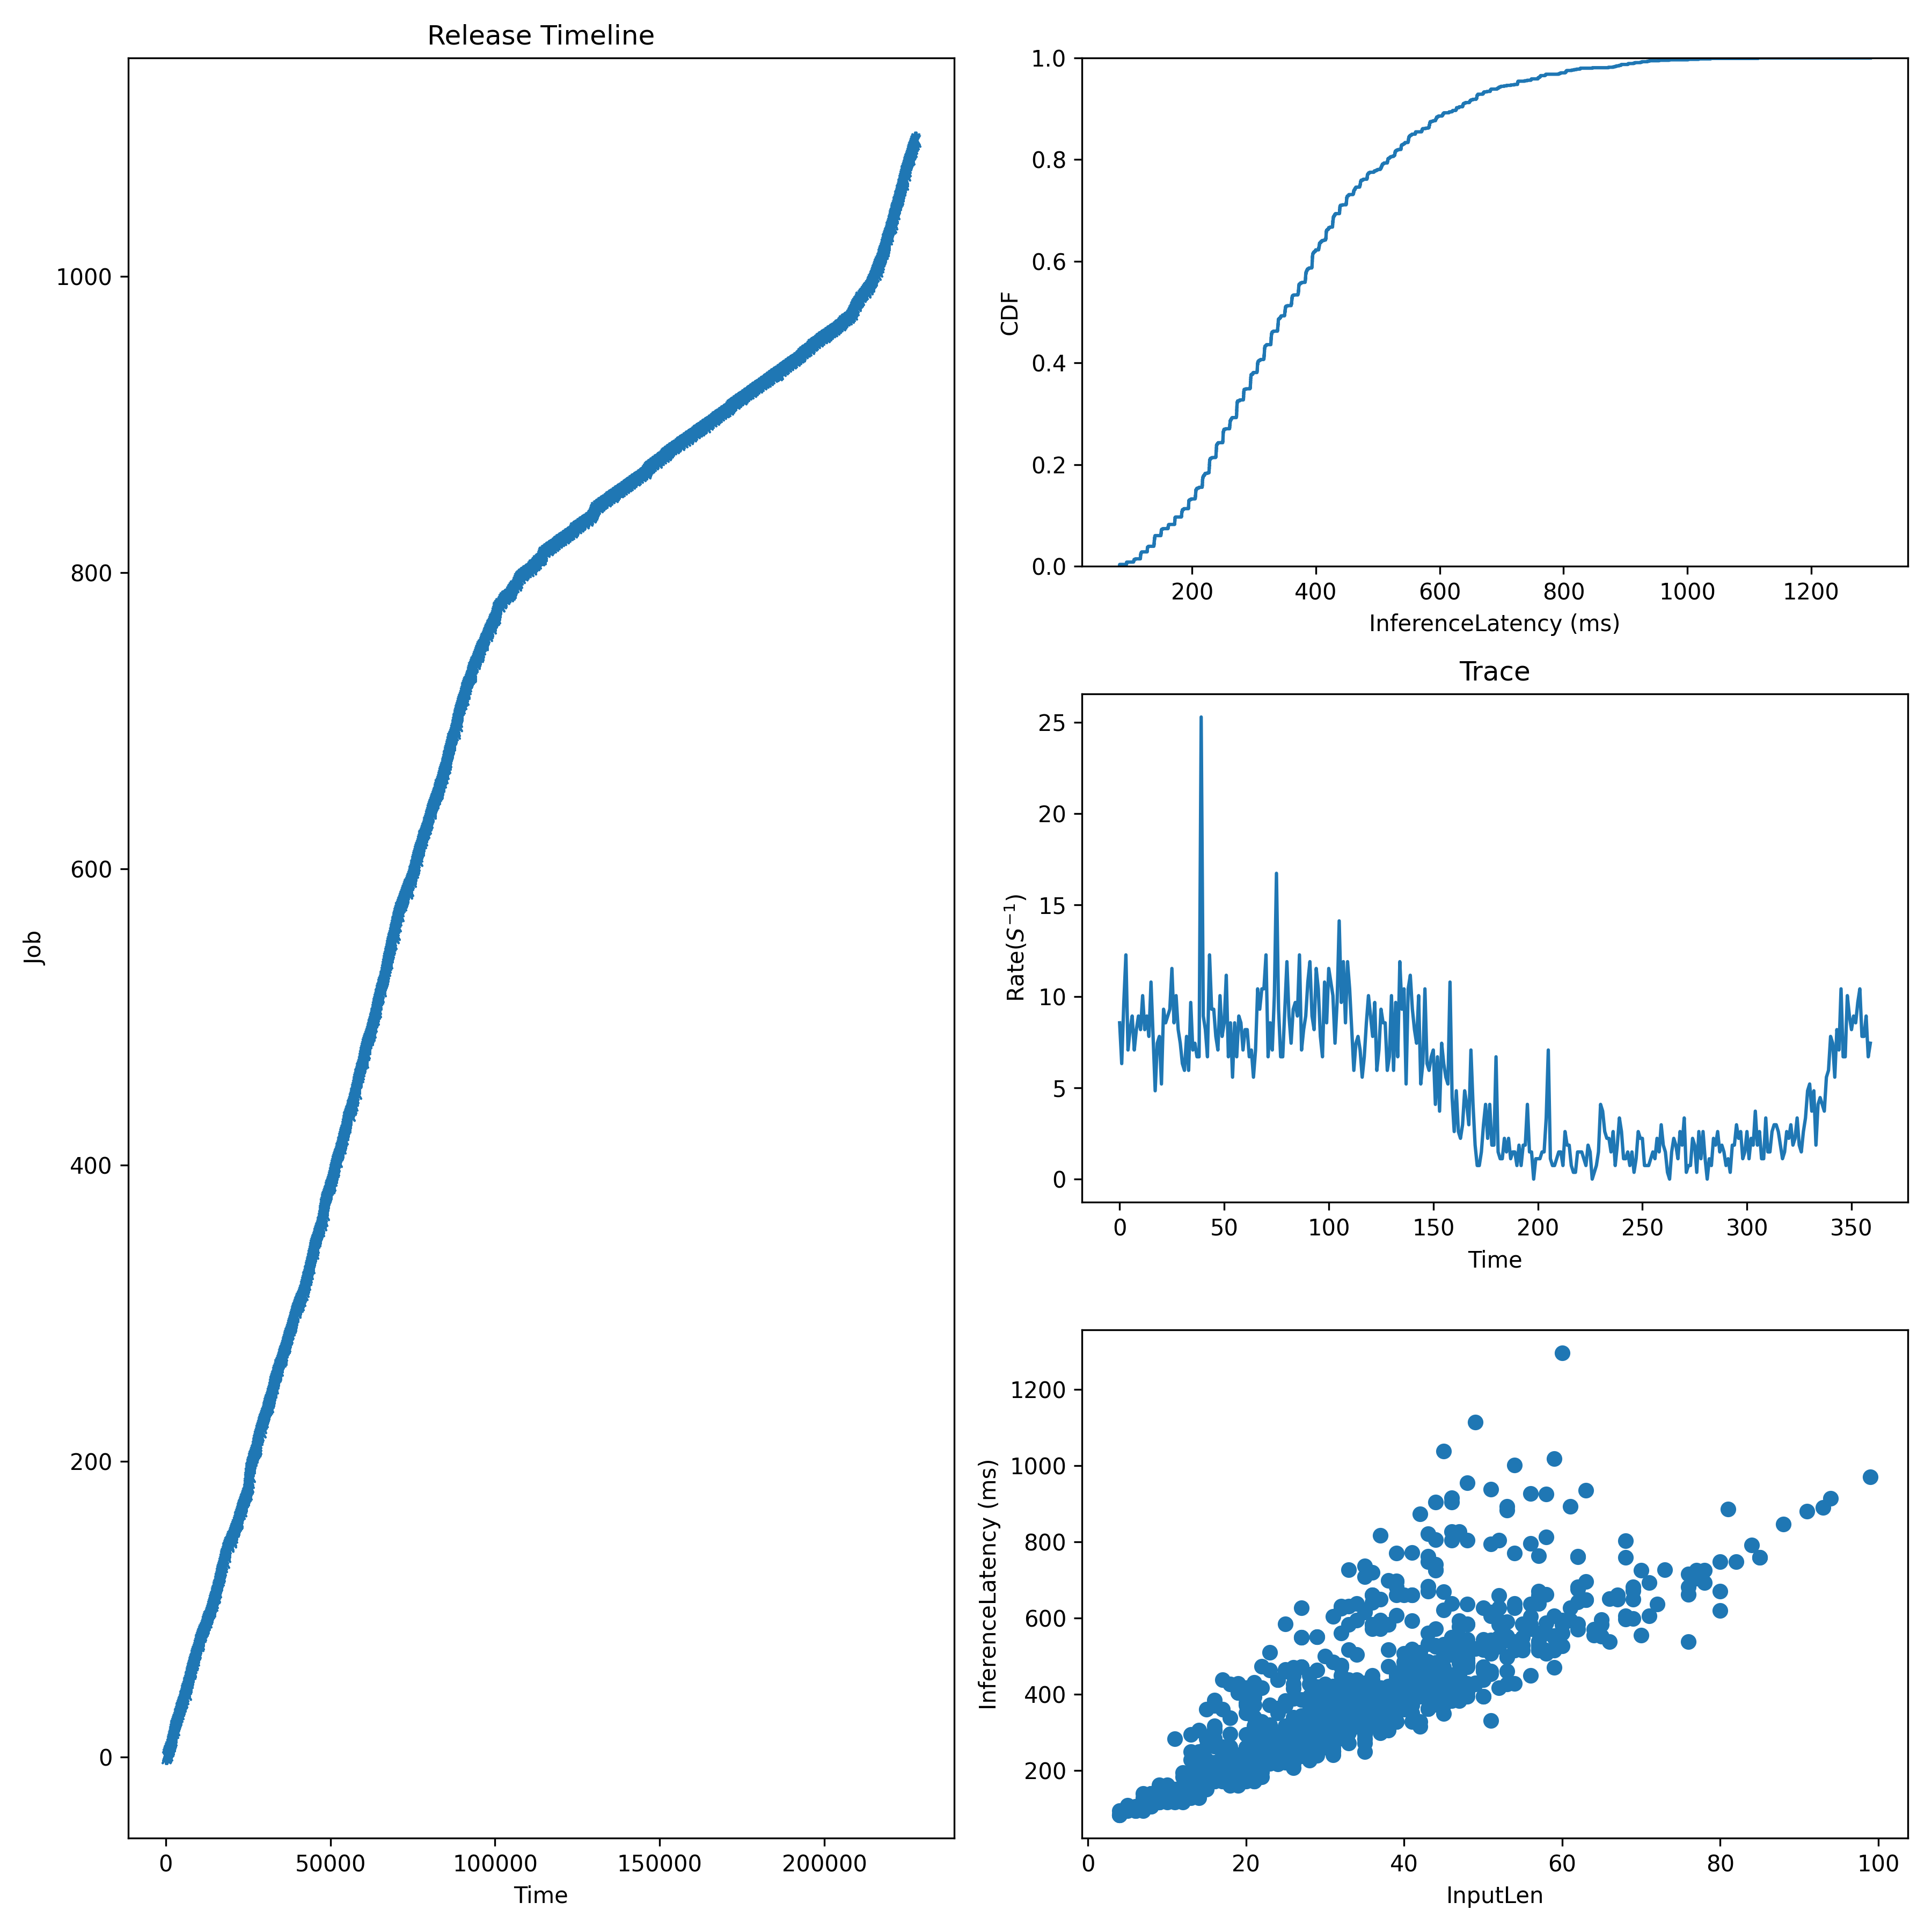 Release Timeline
Job
1000
800
600
400
200
0
0 50000 100000 150000 200000
Time
CDF
1.0
0.8
0.6
0.4
0.2
0.0
200 400 600 800 1000 1200
InferenceLatency (ms)
Trace
Rate(S⁻¹)
25
20
15
10
5
0
0 50 100 150 200 250 300 350
Time
InferenceLatency (ms)
1200
1000
800
600
400
200
0 20 40 60 80 100
InputLen